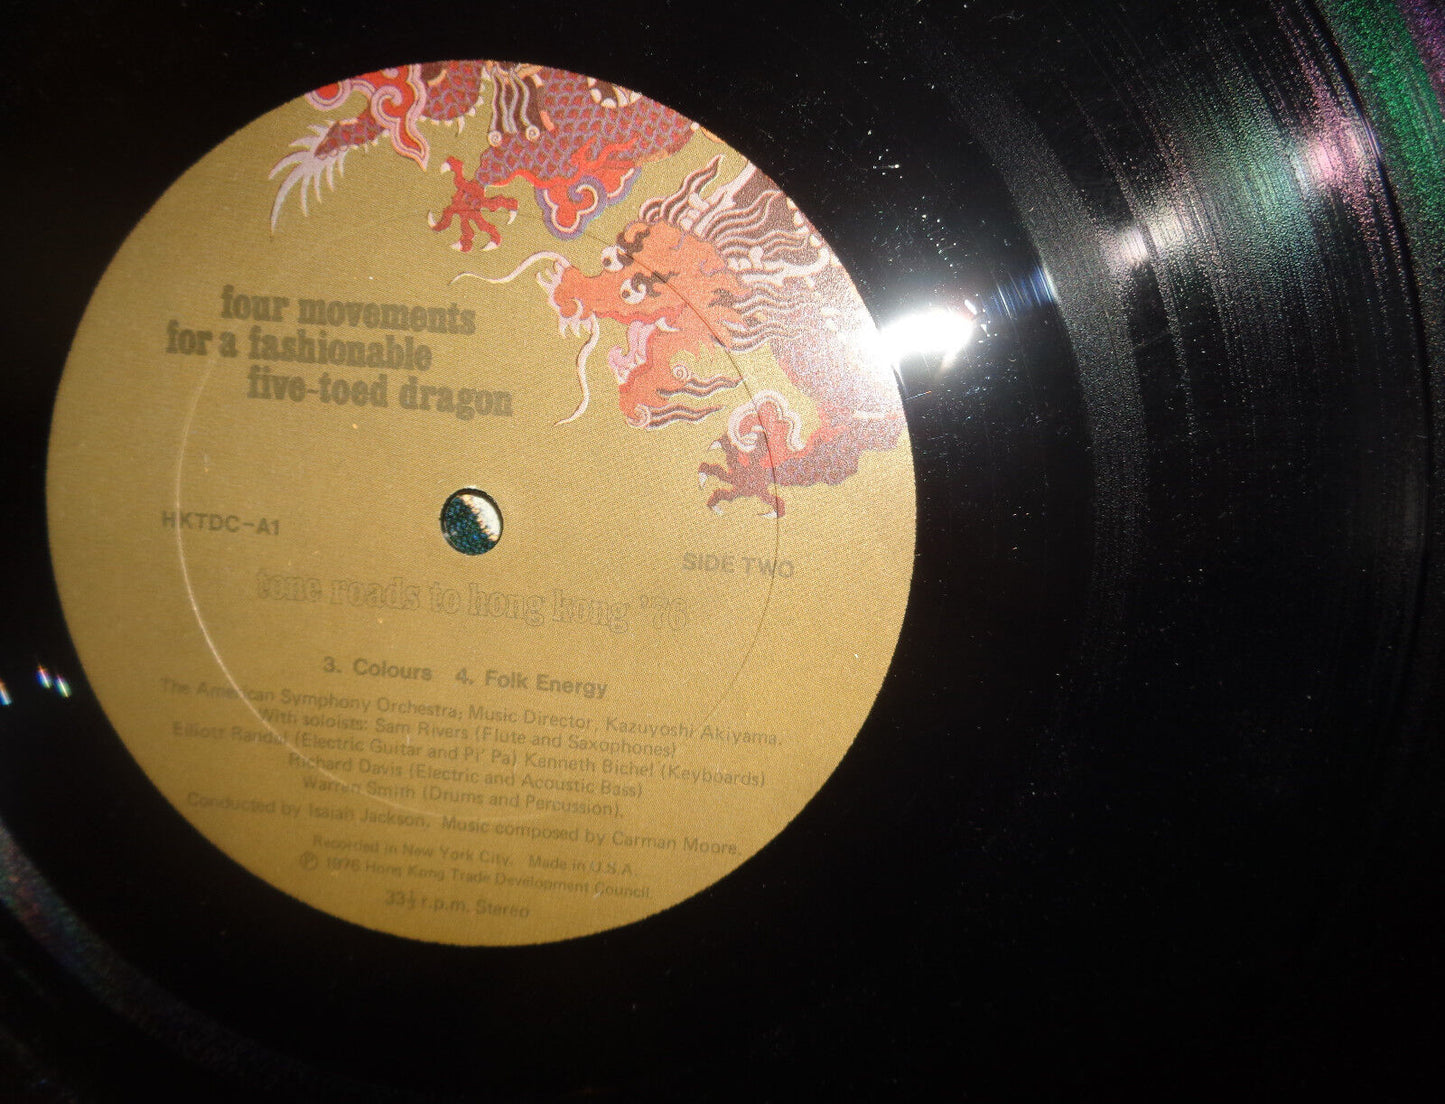 four movements
for a fashionable
five-toed dragon
HKTDC-A1
SIDE TWO
tone roads to hong kong '76
3. Colours 4. Folk Energy
The American Symphony Orchestra; Music Director, Kazuyoshi Akiyama.
With soloists: Sam Rivers (Flute and Saxophones)
Elliott Randal (Electric Guitar and Pi' Pa) Kenneth Bichel (Keyboards)
Richard Davis (Electric and Acoustic Bass)
Warren Smith (Drums and Percussion).
Conducted by Isaiah Jackson. Music composed by Carman Moore.
Recorded in New York City. Made in U.S.A.
℗ 1976 Hong Kong Trade Development Council.
33⅓ r.p.m. Stereo